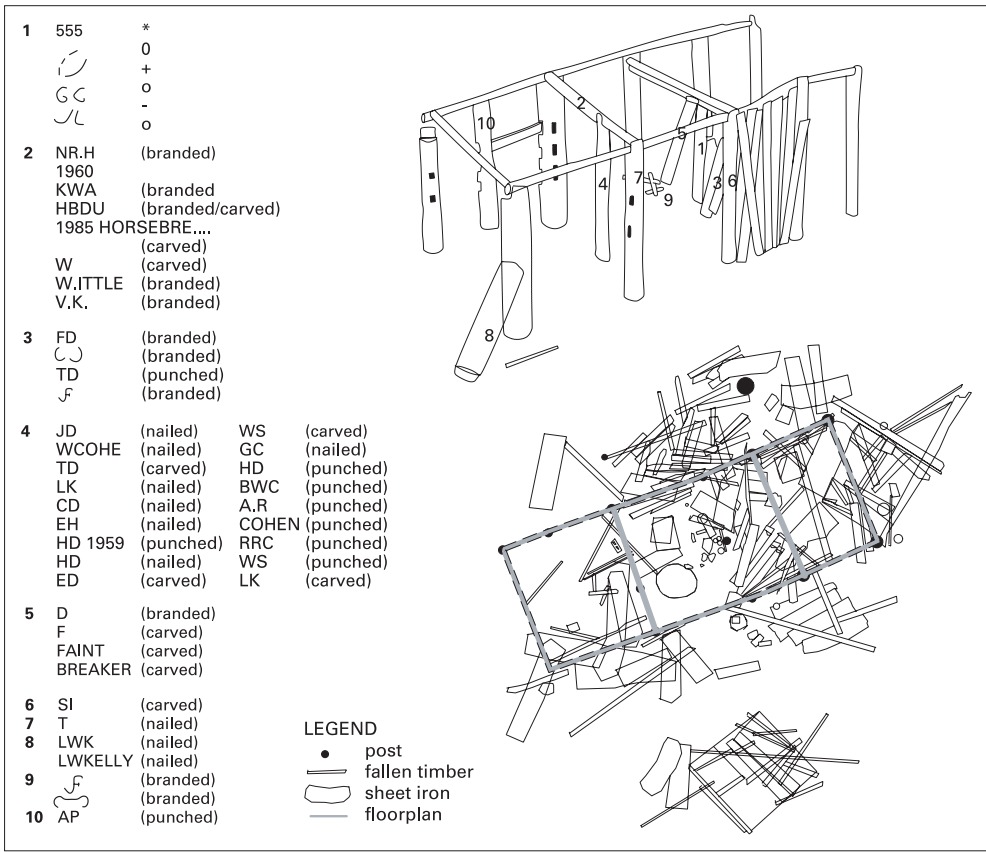 1 555 *
0
+
o
GC -
JL o
2 NR.H (branded)
1960
KWA (branded
HBDU (branded/carved)
1985 HORSEBRE....
(carved)
W (carved)
W.ITTLE (branded)
V.K. (branded)
3 FD (branded)
(branded)
TD (punched)
(branded)
4 JD (nailed) WS (carved)
WCOHE (nailed) GC (nailed)
TD (carved) HD (punched)
LK (nailed) BWC (punched)
CD (nailed) A.R (punched)
EH (nailed) COHEN (punched)
HD 1959 (punched) RRC (punched)
HD (nailed) WS (punched)
ED (carved) LK (carved)
5 D (branded)
F (carved)
FAINT (carved)
BREAKER (carved)
6 SI (carved)
7 T (nailed)
8 LWK (nailed)
LWKELLY (nailed)
9 (branded)
(branded)
10 AP (punched)
2
10
5
1
4
7
3
6
9
8
LEGEND
post
fallen timber
sheet iron
floorplan